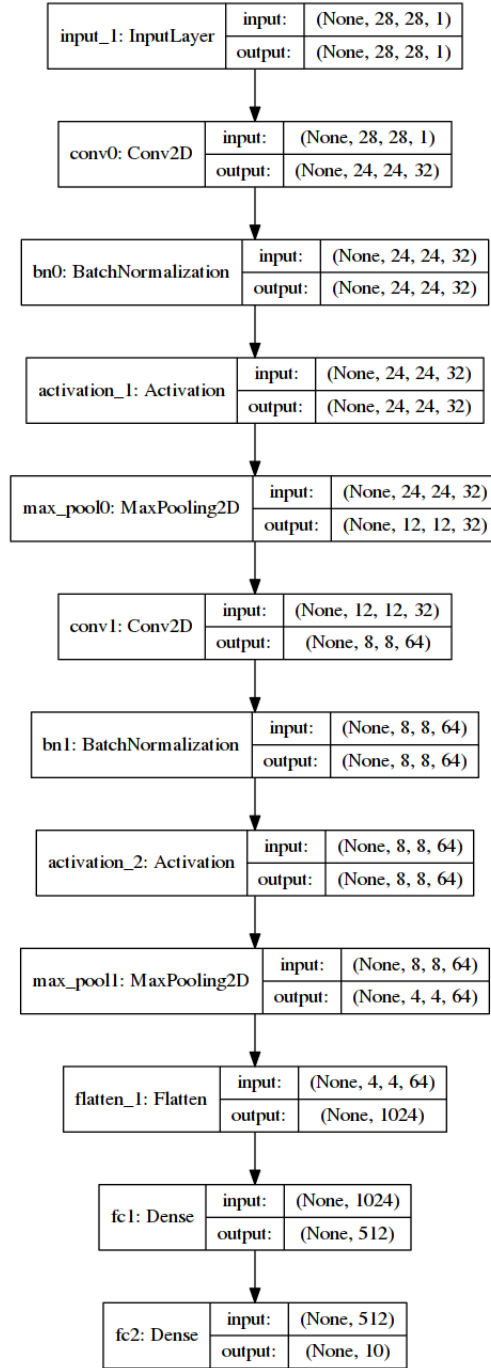 input_1: InputLayer
input: (None, 28, 28, 1)
output: (None, 28, 28, 1)
conv0: Conv2D
input: (None, 28, 28, 1)
output: (None, 24, 24, 32)
bn0: BatchNormalization
input: (None, 24, 24, 32)
output: (None, 24, 24, 32)
activation_1: Activation
input: (None, 24, 24, 32)
output: (None, 24, 24, 32)
max_pool0: MaxPooling2D
input: (None, 24, 24, 32)
output: (None, 12, 12, 32)
conv1: Conv2D
input: (None, 12, 12, 32)
output: (None, 8, 8, 64)
bn1: BatchNormalization
input: (None, 8, 8, 64)
output: (None, 8, 8, 64)
activation_2: Activation
input: (None, 8, 8, 64)
output: (None, 8, 8, 64)
max_pool1: MaxPooling2D
input: (None, 8, 8, 64)
output: (None, 4, 4, 64)
flatten_1: Flatten
input: (None, 4, 4, 64)
output: (None, 1024)
fc1: Dense
input: (None, 1024)
output: (None, 512)
fc2: Dense
input: (None, 512)
output: (None, 10)